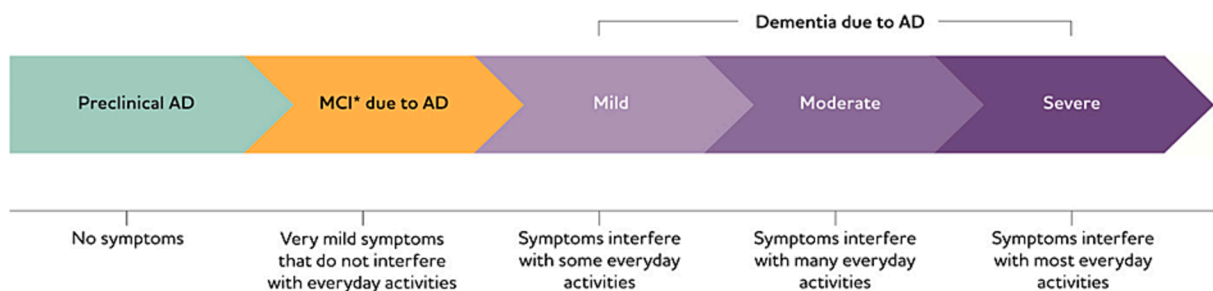 Dementia due to AD
Preclinical AD
MCI* due to AD
Mild
Moderate
Severe
No symptoms
Very mild symptoms
that do not interfere
with everyday activities
Symptoms interfere
with some everyday
activities
Symptoms interfere
with many everyday
activities
Symptoms interfere
with most everyday
activities